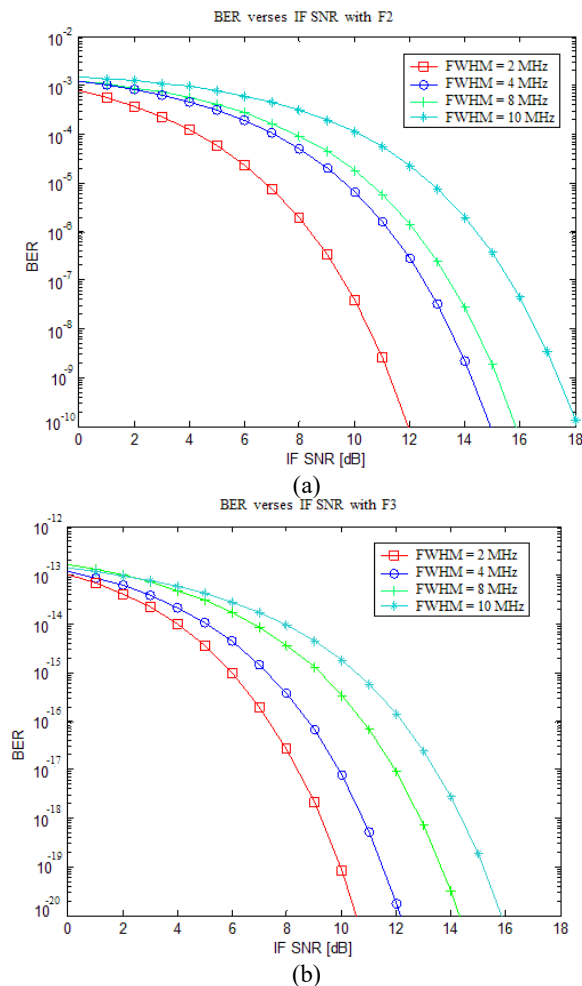 BER verses IF SNR with F2
10^-2
10^-3
10^-4
10^-5
10^-6
10^-7
10^-8
10^-9
10^-10
BER
FWHM = 2 MHz
FWHM = 4 MHz
FWHM = 8 MHz
FWHM = 10 MHz
0 2 4 6 8 10 12 14 16 18
IF SNR [dB]
(a)
BER verses IF SNR with F3
10^-12
10^-13
10^-14
10^-15
10^-16
10^-17
10^-18
10^-19
10^-20
BER
FWHM = 2 MHz
FWHM = 4 MHz
FWHM = 8 MHz
FWHM = 10 MHz
0 2 4 6 8 10 12 14 16 18
IF SNR [dB]
(b)